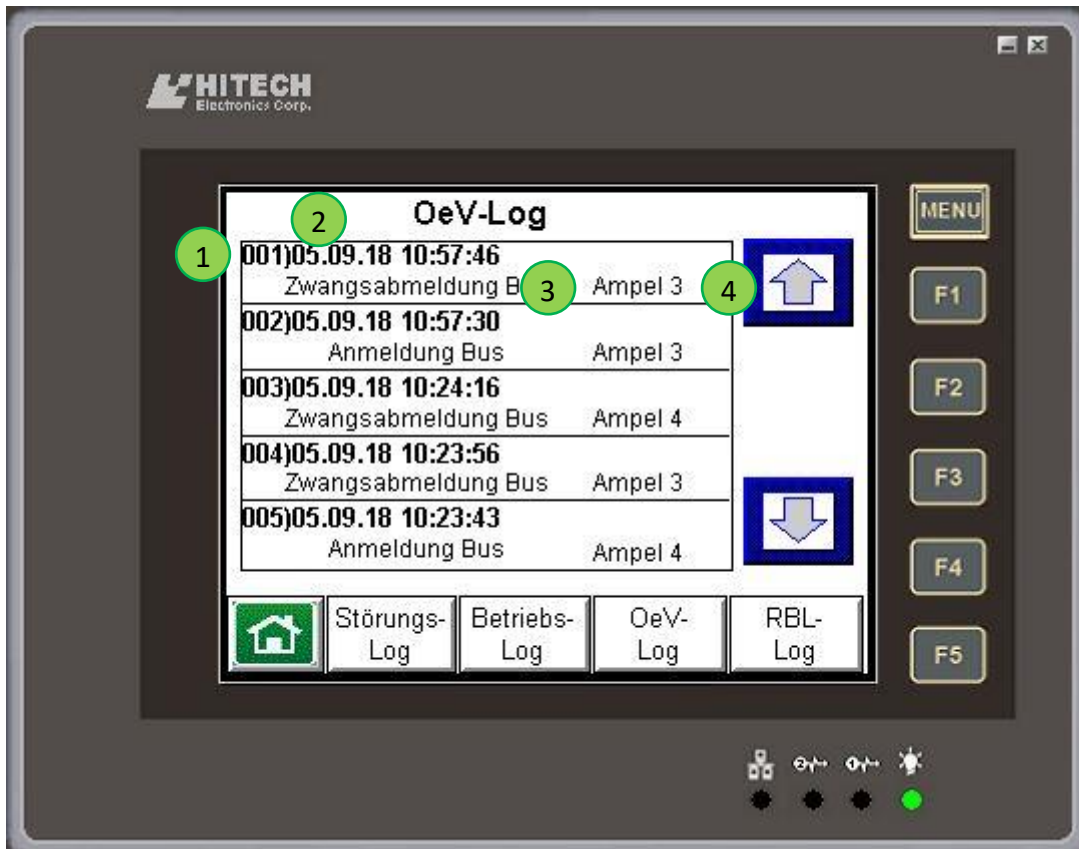 HITECH
Electronics Corp.
MENU
OeV-Log
2
1
001)05.09.18 10:57:46
Zwangsabmeldung B 3 Ampel 3 4
F1
002)05.09.18 10:57:30
Anmeldung Bus Ampel 3
F2
003)05.09.18 10:24:16
Zwangsabmeldung Bus Ampel 4
004)05.09.18 10:23:56
Zwangsabmeldung Bus Ampel 3
F3
005)05.09.18 10:23:43
Anmeldung Bus Ampel 4
F4
Störungs-
Log
Betriebs-
Log
OeV-
Log
RBL-
Log
F5